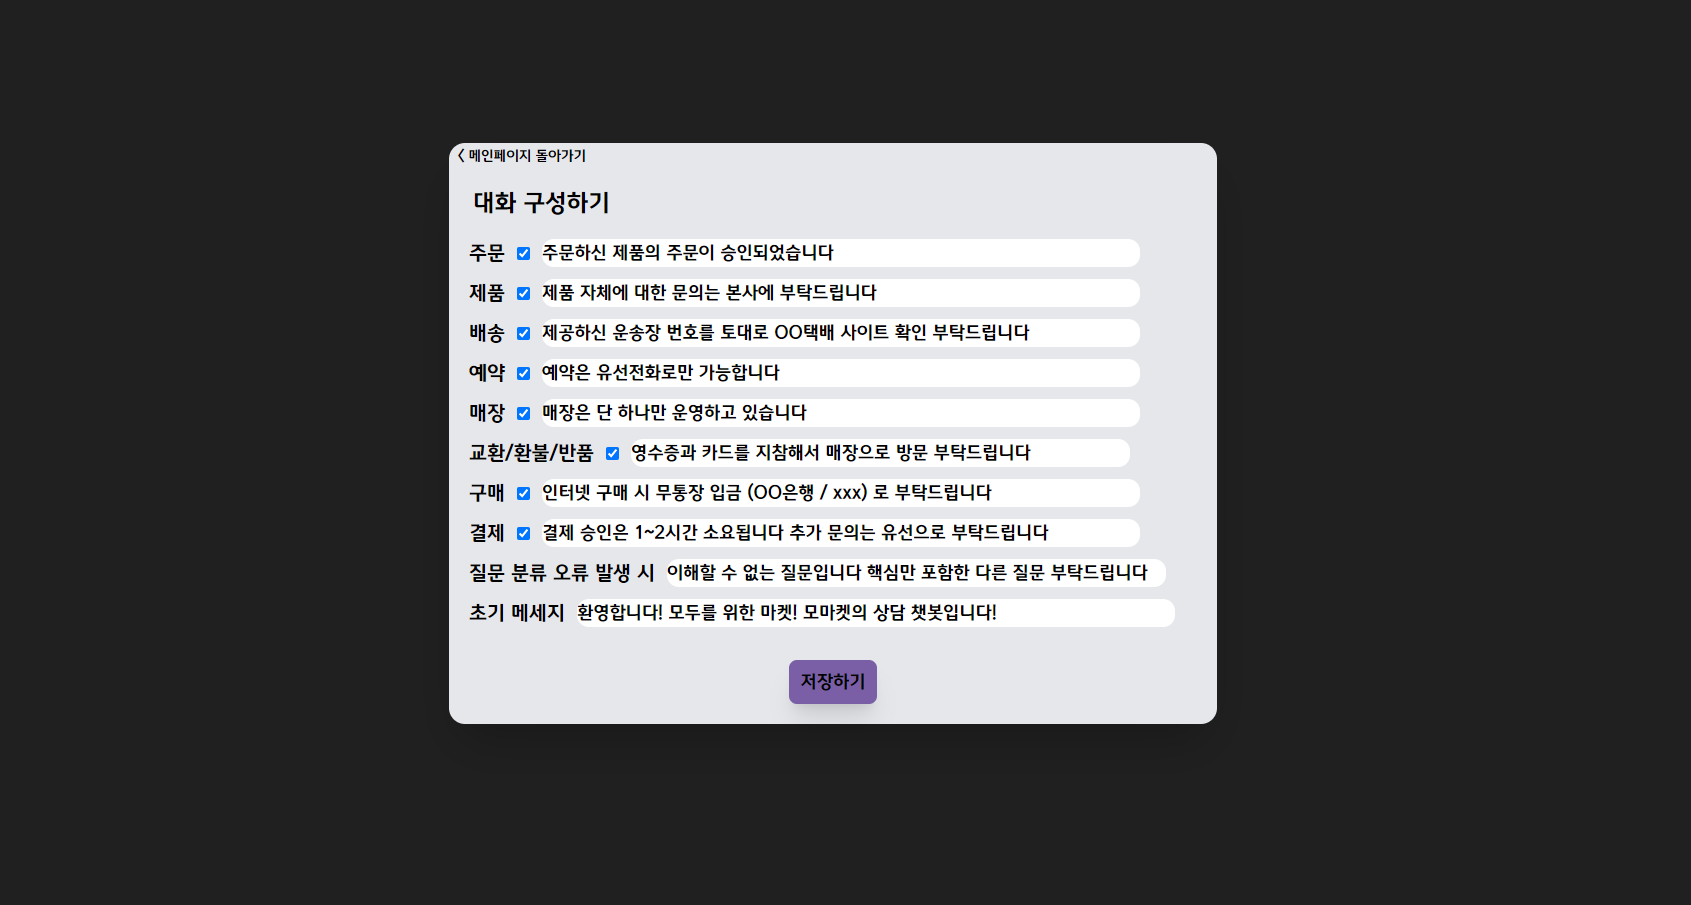 〈 메인페이지 돌아가기
대화 구성하기
주문 주문하신 제품의 주문이 승인되었습니다
제품 제품 자체에 대한 문의는 본사에 부탁드립니다
배송 제공하신 운송장 번호를 토대로 OO택배 사이트 확인 부탁드립니다
예약 예약은 유선전화로만 가능합니다
매장 매장은 단 하나만 운영하고 있습니다
교환/환불/반품 영수증과 카드를 지참해서 매장으로 방문 부탁드립니다
구매 인터넷 구매 시 무통장 입금 (OO은행 / xxx) 로 부탁드립니다
결제 결제 승인은 1~2시간 소요됩니다 추가 문의는 유선으로 부탁드립니다
질문 분류 오류 발생 시 이해할 수 없는 질문입니다 핵심만 포함한 다른 질문 부탁드립니다
초기 메세지 환영합니다! 모두를 위한 마켓! 모마켓의 상담 챗봇입니다!
저장하기